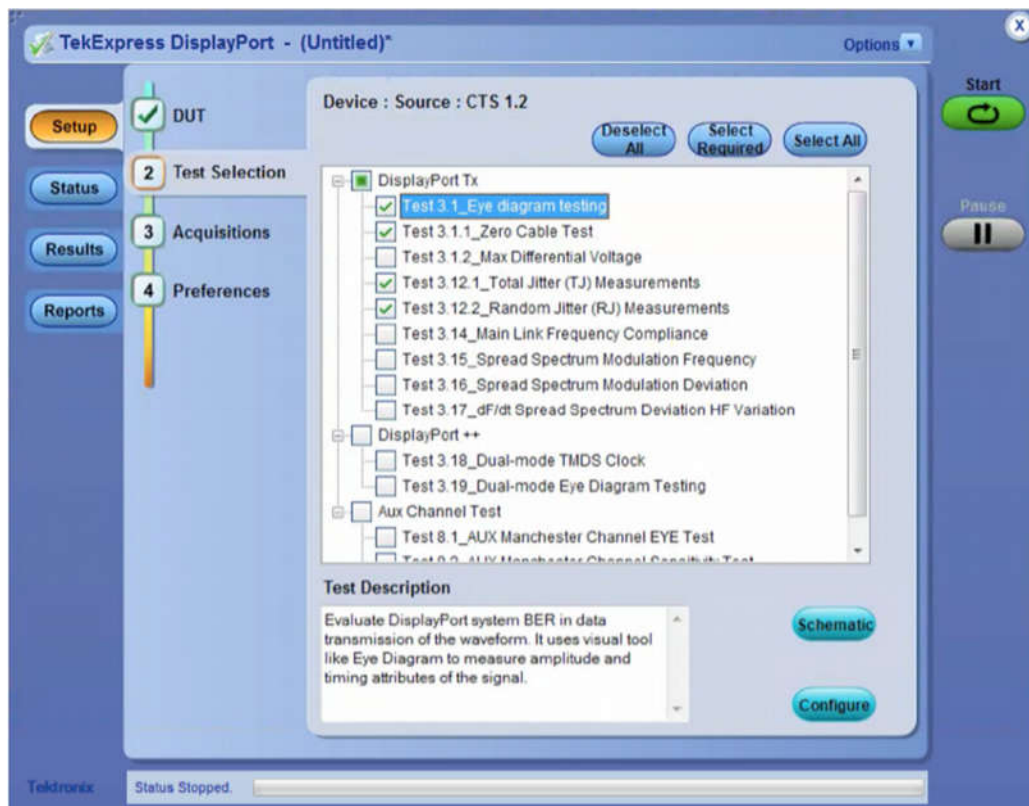 TekExpress DisplayPort - (Untitled)*
Options
X
Start
Pause
Setup
Status
Results
Reports
DUT
2 Test Selection
3 Acquisitions
4 Preferences
Device : Source : CTS 1.2
Deselect All
Select Required
Select All
DisplayPort Tx
Test 3.1_Eye diagram testing
Test 3.1.1_Zero Cable Test
Test 3.1.2_Max Differential Voltage
Test 3.12.1_Total Jitter (TJ) Measurements
Test 3.12.2_Random Jitter (RJ) Measurements
Test 3.14_Main Link Frequency Compliance
Test 3.15_Spread Spectrum Modulation Frequency
Test 3.16_Spread Spectrum Modulation Deviation
Test 3.17_dF/dt Spread Spectrum Deviation HF Variation
DisplayPort ++
Test 3.18_Dual-mode TMDS Clock
Test 3.19_Dual-mode Eye Diagram Testing
Aux Channel Test
Test 8.1_AUX Manchester Channel EYE Test
Test 8.2_AUX Manchester Channel Sensitivity Test
Test Description
Evaluate DisplayPort system BER in data
transmission of the waveform. It uses visual tool
like Eye Diagram to measure amplitude and
timing attributes of the signal.
Schematic
Configure
Tektronix
Status Stopped.